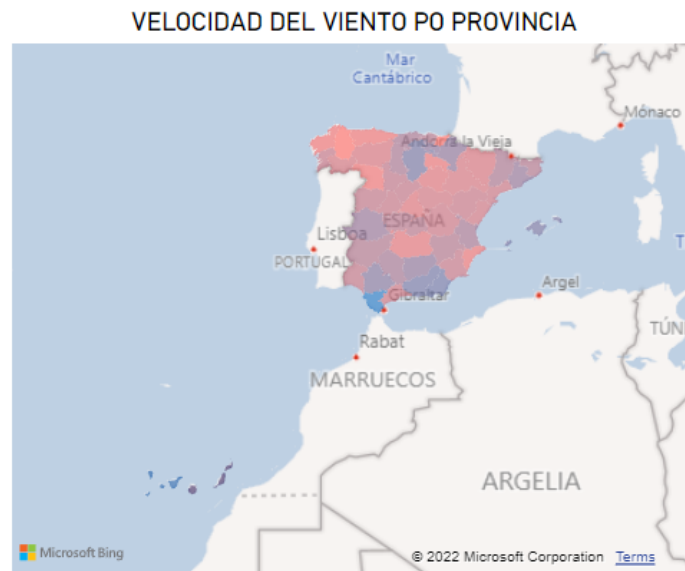 VELOCIDAD DEL VIENTO PO PROVINCIA
Mar
Cantábrico
Mónaco
Andorra la Vieja
ESPAÑA
Lisboa
PORTUGAL
Argel
Gibraltar
TÚN
Rabat
MARRUECOS
ARGELIA
Microsoft Bing
© 2022 Microsoft Corporation Terms